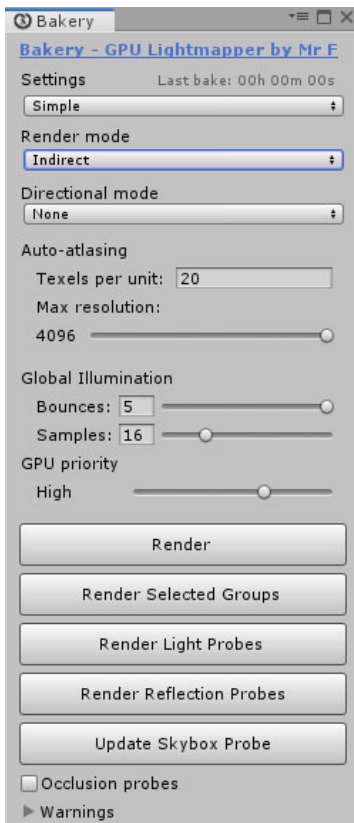 Bakery
Bakery - GPU Lightmapper by Mr F
Settings Last bake: 00h 00m 00s
Simple
Render mode
Indirect
Directional mode
None
Auto-atlasing
Texels per unit: 20
Max resolution:
4096
Global Illumination
Bounces: 5
Samples: 16
GPU priority
High
Render
Render Selected Groups
Render Light Probes
Render Reflection Probes
Update Skybox Probe
Occlusion probes
Warnings